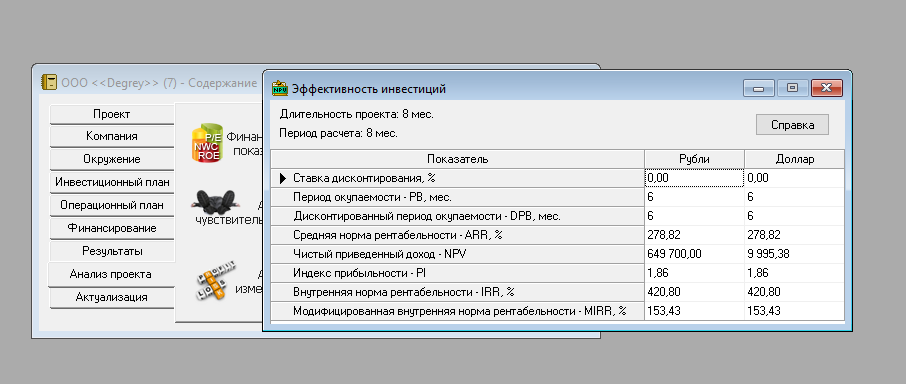 ООО <<Degrey>> (7) - Содержание
Проект
Компания
Окружение
Инвестиционный план
Операционный план
Финансирование
Результаты
Анализ проекта
Актуализация
P/E
NWC
ROE
Финан
показ
Д
чувствитель
Д
измен
NPV
Эффективность инвестиций
Длительность проекта: 8 мес.
Период расчета: 8 мес.
Справка
Показатель Рубли Доллар
Ставка дисконтирования, % 0,00 0,00
Период окупаемости - PB, мес. 6 6
Дисконтированный период окупаемости - DPB, мес. 6 6
Средняя норма рентабельности - ARR, % 278,82 278,82
Чистый приведенный доход - NPV 649 700,00 9 995,38
Индекс прибыльности - PI 1,86 1,86
Внутренняя норма рентабельности - IRR, % 420,80 420,80
Модифицированная внутренняя норма рентабельности - MIRR, % 153,43 153,43